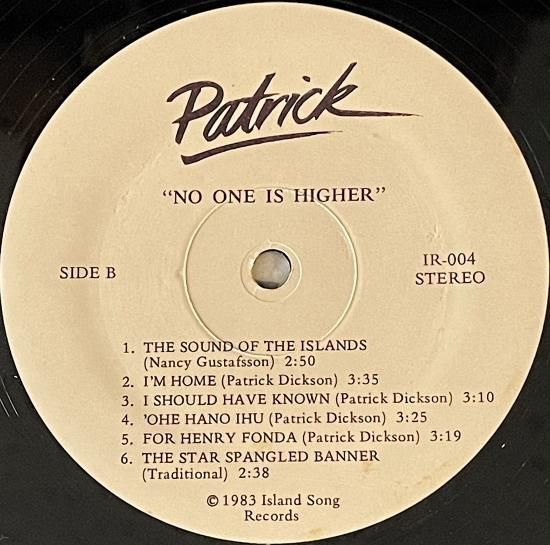 Patrick
“NO ONE IS HIGHER”
SIDE B
IR-004
STEREO
1. THE SOUND OF THE ISLANDS
(Nancy Gustafsson) 2:50
2. I'M HOME (Patrick Dickson) 3:35
3. I SHOULD HAVE KNOWN (Patrick Dickson) 3:10
4. 'OHE HANO IHU (Patrick Dickson) 3:25
5. FOR HENRY FONDA (Patrick Dickson) 3:19
6. THE STAR SPANGLED BANNER
(Traditional) 2:38
© 1983 Island Song
Records